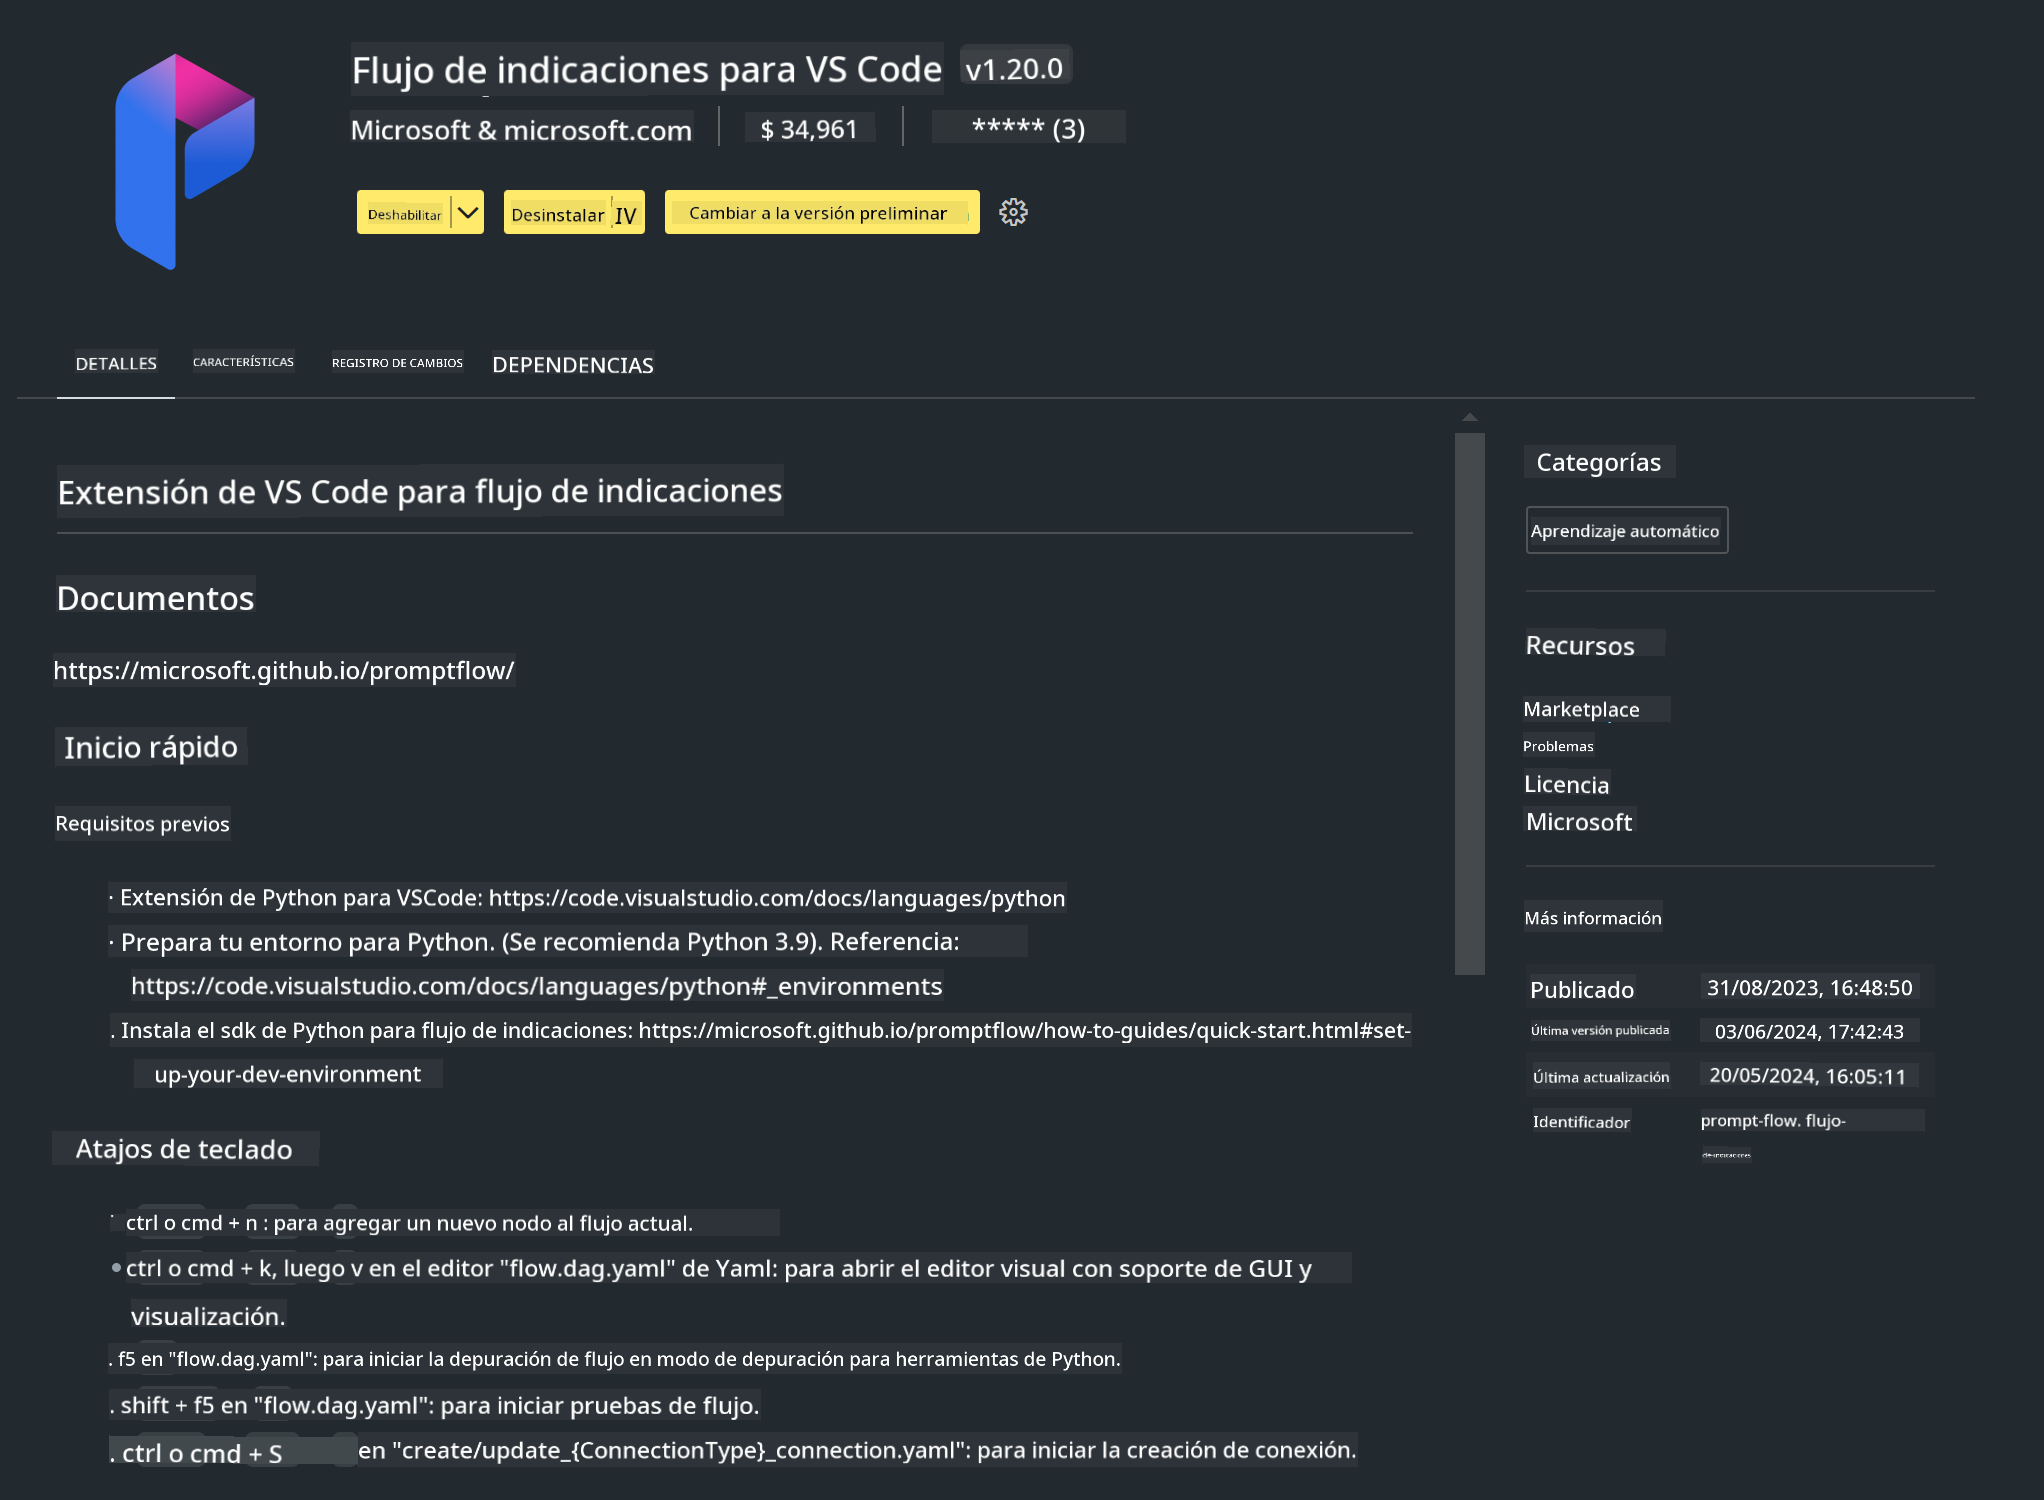 Flujo de indicaciones para VS Code v1.20.0
Microsoft & microsoft.com $ 34,961 ***** (3)
Deshabilitar Desinstalar IV Cambiar a la versión preliminar
DETALLES CARACTERÍSTICAS REGISTRO DE CAMBIOS DEPENDENCIAS
Extensión de VS Code para flujo de indicaciones
Documentos
https://microsoft.github.io/promptflow/
Inicio rápido
Requisitos previos
· Extensión de Python para VSCode: https://code.visualstudio.com/docs/languages/python
· Prepara tu entorno para Python. (Se recomienda Python 3.9). Referencia:
https://code.visualstudio.com/docs/languages/python#_environments
. Instala el sdk de Python para flujo de indicaciones: https://microsoft.github.io/promptflow/how-to-guides/quick-start.html#set-
up-your-dev-environment
Atajos de teclado
· ctrl o cmd + n : para agregar un nuevo nodo al flujo actual.
• ctrl o cmd + k, luego v en el editor "flow.dag.yaml" de Yaml: para abrir el editor visual con soporte de GUI y
visualización.
. f5 en "flow.dag.yaml": para iniciar la depuración de flujo en modo de depuración para herramientas de Python.
. shift + f5 en "flow.dag.yaml": para iniciar pruebas de flujo.
. ctrl o cmd + S en "create/update_{ConnectionType}_connection.yaml": para iniciar la creación de conexión.
Categorías
Aprendizaje automático
Recursos
Marketplace
Problemas
Licencia
Microsoft
Más información
Publicado 31/08/2023, 16:48:50
Última versión publicada 03/06/2024, 17:42:43
Última actualización 20/05/2024, 16:05:11
Identificador prompt-flow. flujo-
de-indicaciones